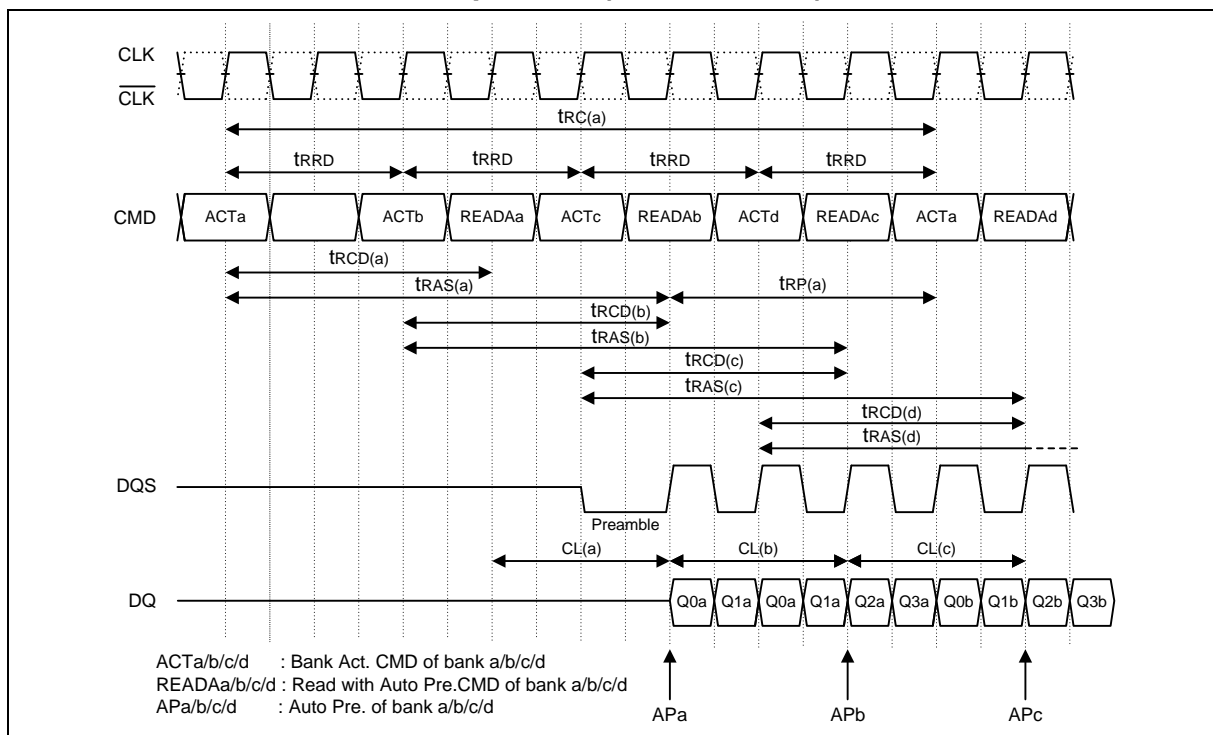 CLK
CLK
tRC(a)
tRRD tRRD tRRD tRRD
CMD ACTa ACTb READAa ACTc READAb ACTd READAc ACTa READAd
tRCD(a)
tRAS(a) tRP(a)
tRCD(b)
tRAS(b)
tRCD(c)
tRAS(c)
tRCD(d)
tRAS(d)
DQS
Preamble
CL(a) CL(b) CL(c)
DQ Q0a Q1a Q0a Q1a Q2a Q3a Q0b Q1b Q2b Q3b
ACTa/b/c/d : Bank Act. CMD of bank a/b/c/d
READAa/b/c/d : Read with Auto Pre.CMD of bank a/b/c/d
APa/b/c/d : Auto Pre. of bank a/b/c/d
APa APb APc